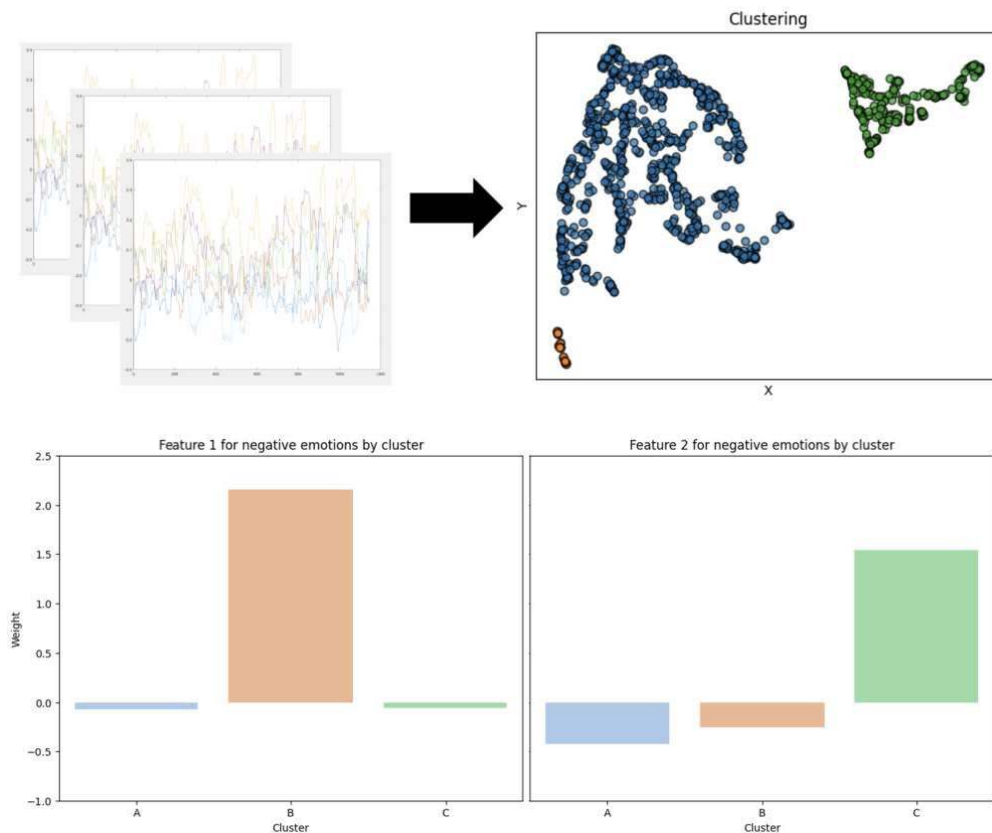 Clustering
Y
X
Feature 1 for negative emotions by cluster
Feature 2 for negative emotions by cluster
2.5
2.0
1.5
1.0
0.5
0.0
−0.5
−1.0
Weight
A
B
C
A
B
C
Cluster
Cluster